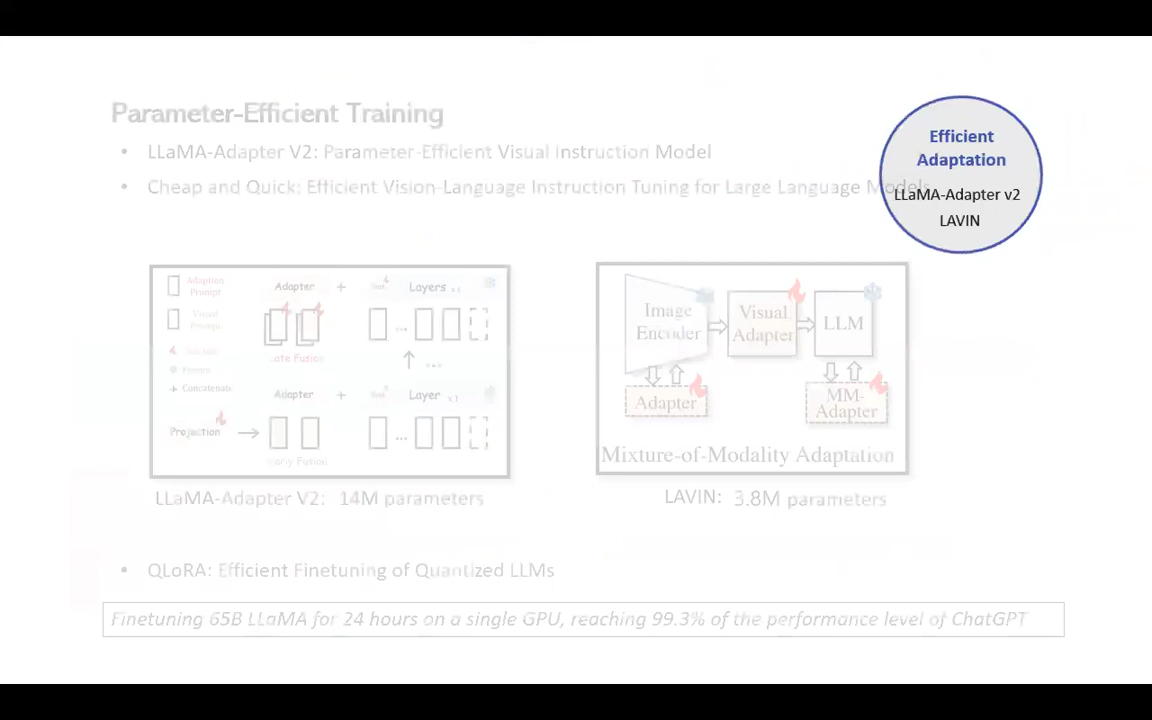 Parameter-Efficient Training
• LLaMA-Adapter V2: Parameter-Efficient Visual Instruction Model
• Cheap and Quick: Efficient Vision-Language Instruction Tuning for Large Language Models
Efficient
Adaptation
LLaMA-Adapter v2
LAVIN
Adaption
Prompt
Visual
Prompt
+ Concatenate
Projection
Adapter + Layers
Late Fusion
...
Adapter + Layer x1
...
Early Fusion
LLaMA-Adapter V2: 14M parameters
Image
Encoder
Visual
Adapter
LLM
Adapter
MM-
Adapter
Mixture-of-Modality Adaptation
LAVIN: 3.8M parameters
• QLoRA: Efficient Finetuning of Quantized LLMs
Finetuning 65B LLaMA for 24 hours on a single GPU, reaching 99.3% of the performance level of ChatGPT